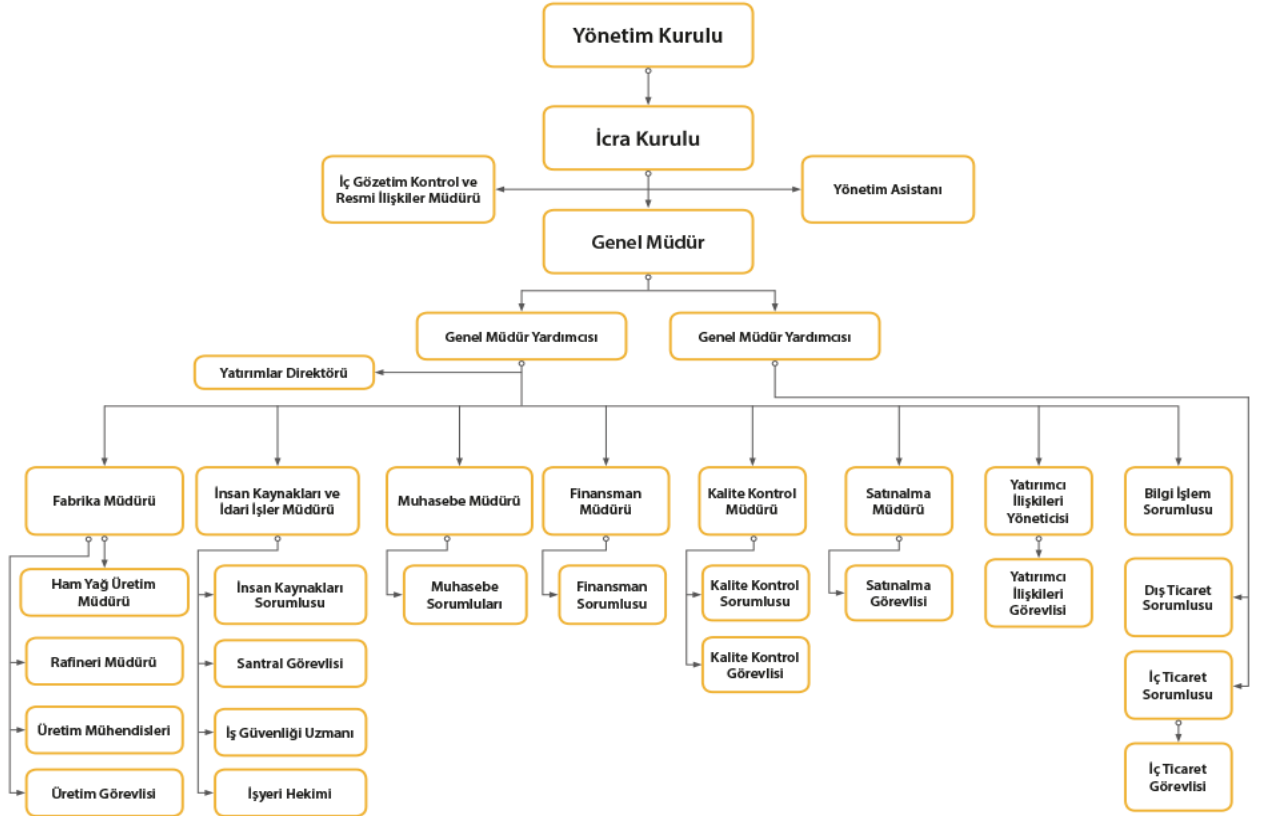 Yönetim Kurulu
İcra Kurulu
İç Gözetim Kontrol ve
Resmi İlişkiler Müdürü
Yönetim Asistanı
Genel Müdür
Genel Müdür Yardımcısı
Genel Müdür Yardımcısı
Yatırımlar Direktörü
Fabrika Müdürü
İnsan Kaynakları ve
İdari İşler Müdürü
Muhasebe Müdürü
Finansman
Müdürü
Kalite Kontrol
Müdürü
Satınalma
Müdürü
Yatırımcı
İlişkileri
Yöneticisi
Bilgi İşlem
Sorumlusu
Ham Yağ Üretim
Müdürü
İnsan Kaynakları
Sorumlusu
Muhasebe
Sorumluları
Finansman
Sorumlusu
Kalite Kontrol
Sorumlusu
Satınalma
Görevlisi
Yatırımcı
İlişkileri
Görevlisi
Dış Ticaret
Sorumlusu
Rafineri Müdürü
Santral Görevlisi
Kalite Kontrol
Görevlisi
İç Ticaret
Sorumlusu
Üretim Mühendisleri
İş Güvenliği Uzmanı
İç Ticaret
Görevlisi
Üretim Görevlisi
İşyeri Hekimi